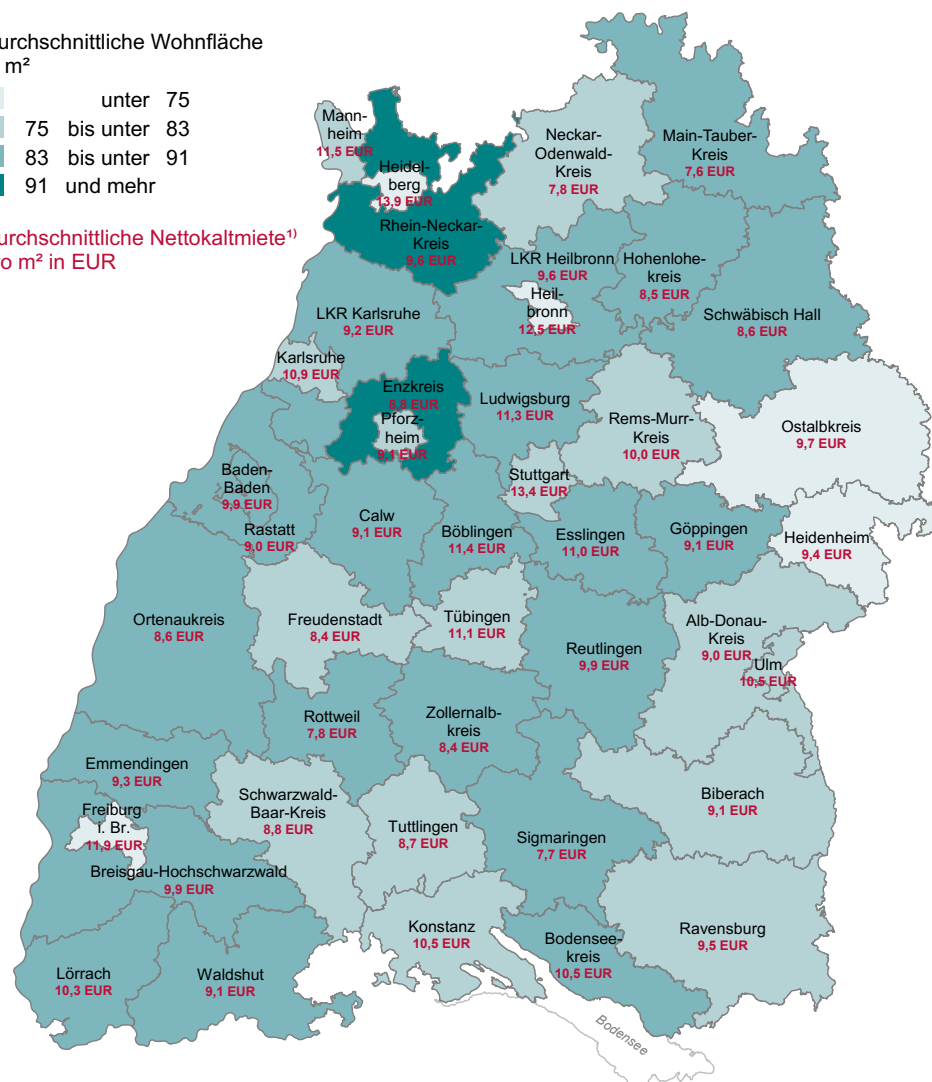 urchschnittliche Wohnfläche
m²
unter 75
75 bis unter 83
83 bis unter 91
91 und mehr
urchschnittliche Nettokaltmiete¹⁾
o m² in EUR
Mann-
heim
11,5 EUR
Heidel-
berg
13,9 EUR
Rhein-Neckar-
Kreis
9,6 EUR
Neckar-
Odenwald-
Kreis
7,8 EUR
Main-Tauber-
Kreis
7,6 EUR
LKR Heilbronn
9,6 EUR
Heil-
bronn
12,5 EUR
Hohenlohe-
kreis
8,5 EUR
Schwäbisch Hall
8,6 EUR
LKR Karlsruhe
9,2 EUR
Karlsruhe
10,9 EUR
Enzkreis
8,8 EUR
Pforz-
heim
9,1 EUR
Ludwigsburg
11,3 EUR
Rems-Murr-
Kreis
10,0 EUR
Ostalbkreis
9,7 EUR
Stuttgart
13,4 EUR
Baden-
Baden
9,9 EUR
Rastatt
9,0 EUR
Calw
9,1 EUR
Böblingen
11,4 EUR
Esslingen
11,0 EUR
Göppingen
9,1 EUR
Heidenheim
9,4 EUR
Ortenaukreis
8,6 EUR
Freudenstadt
8,4 EUR
Tübingen
11,1 EUR
Reutlingen
9,9 EUR
Alb-Donau-
Kreis
9,0 EUR
Ulm
10,5 EUR
Rottweil
7,8 EUR
Zollernalb-
kreis
8,4 EUR
Emmendingen
9,3 EUR
Freiburg
i. Br.
11,9 EUR
Schwarzwald-
Baar-Kreis
8,8 EUR
Tuttlingen
8,7 EUR
Sigmaringen
7,7 EUR
Biberach
9,1 EUR
Breisgau-Hochschwarzwald
9,9 EUR
Konstanz
10,5 EUR
Bodensee-
kreis
10,5 EUR
Ravensburg
9,5 EUR
Lörrach
10,3 EUR
Waldshut
9,1 EUR
Bodensee